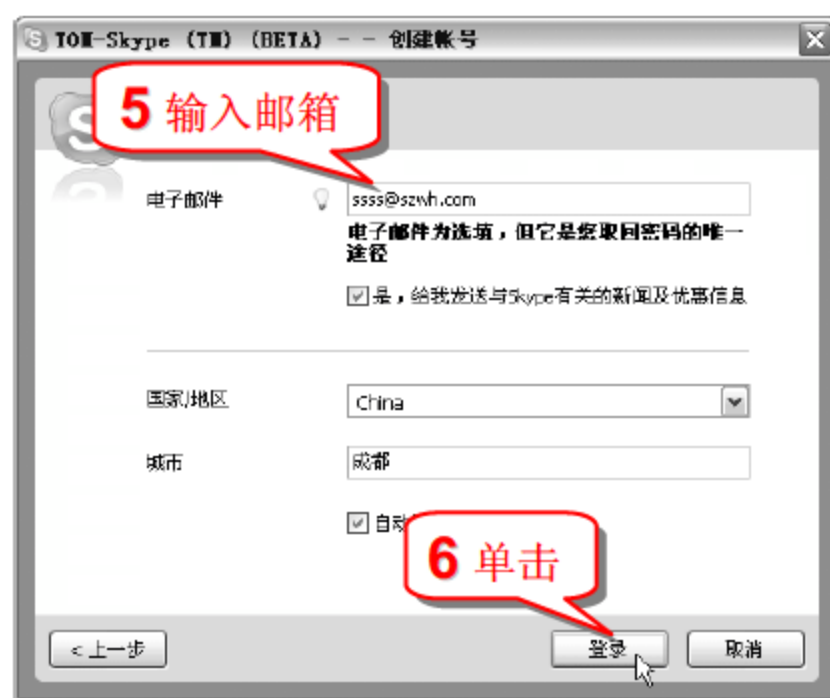 TOM-Skype (TM) (BETA) - - 创建帐号
5 输入邮箱
电子邮件
ssss@szwh.com
电子邮件为选填，但它是您取回密码的唯一
途径
是，给我发送与Skype有关的新闻及优惠信息
国家/地区
China
城市
成都
自动
6 单击
<上一步
登录
取消